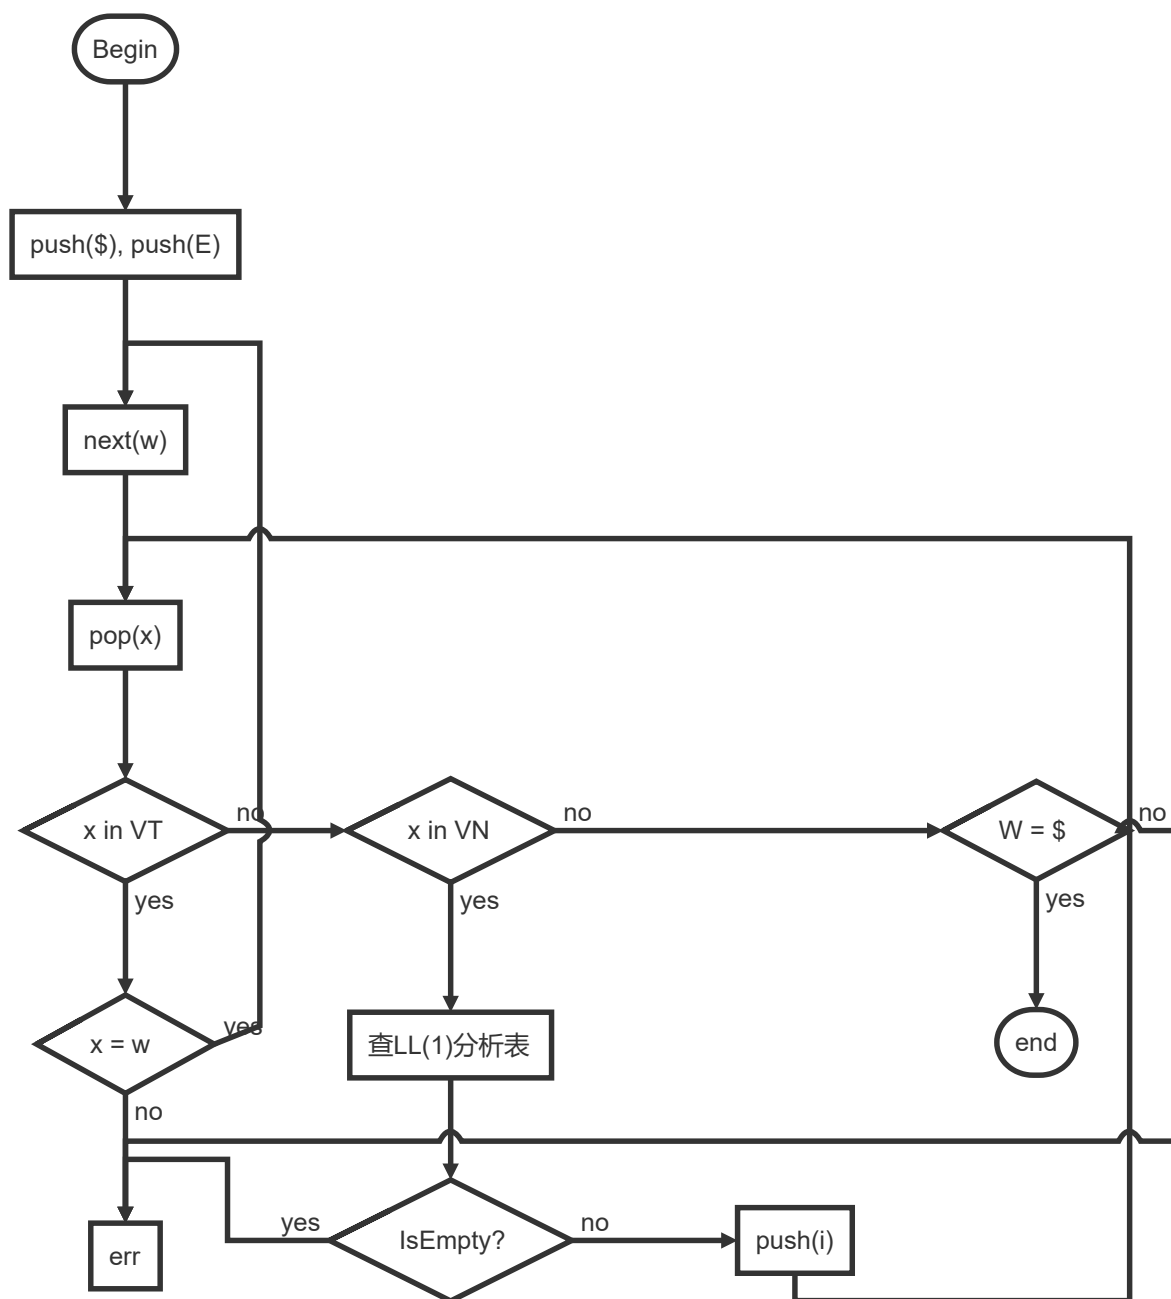 Begin
push($), push(E)
next(w)
pop(x)
x in VT
no
x in VN
no
W = $
no
yes
yes
yes
x = w
yes
查LL(1)分析表
end
no
err
yes
IsEmpty?
no
push(i)